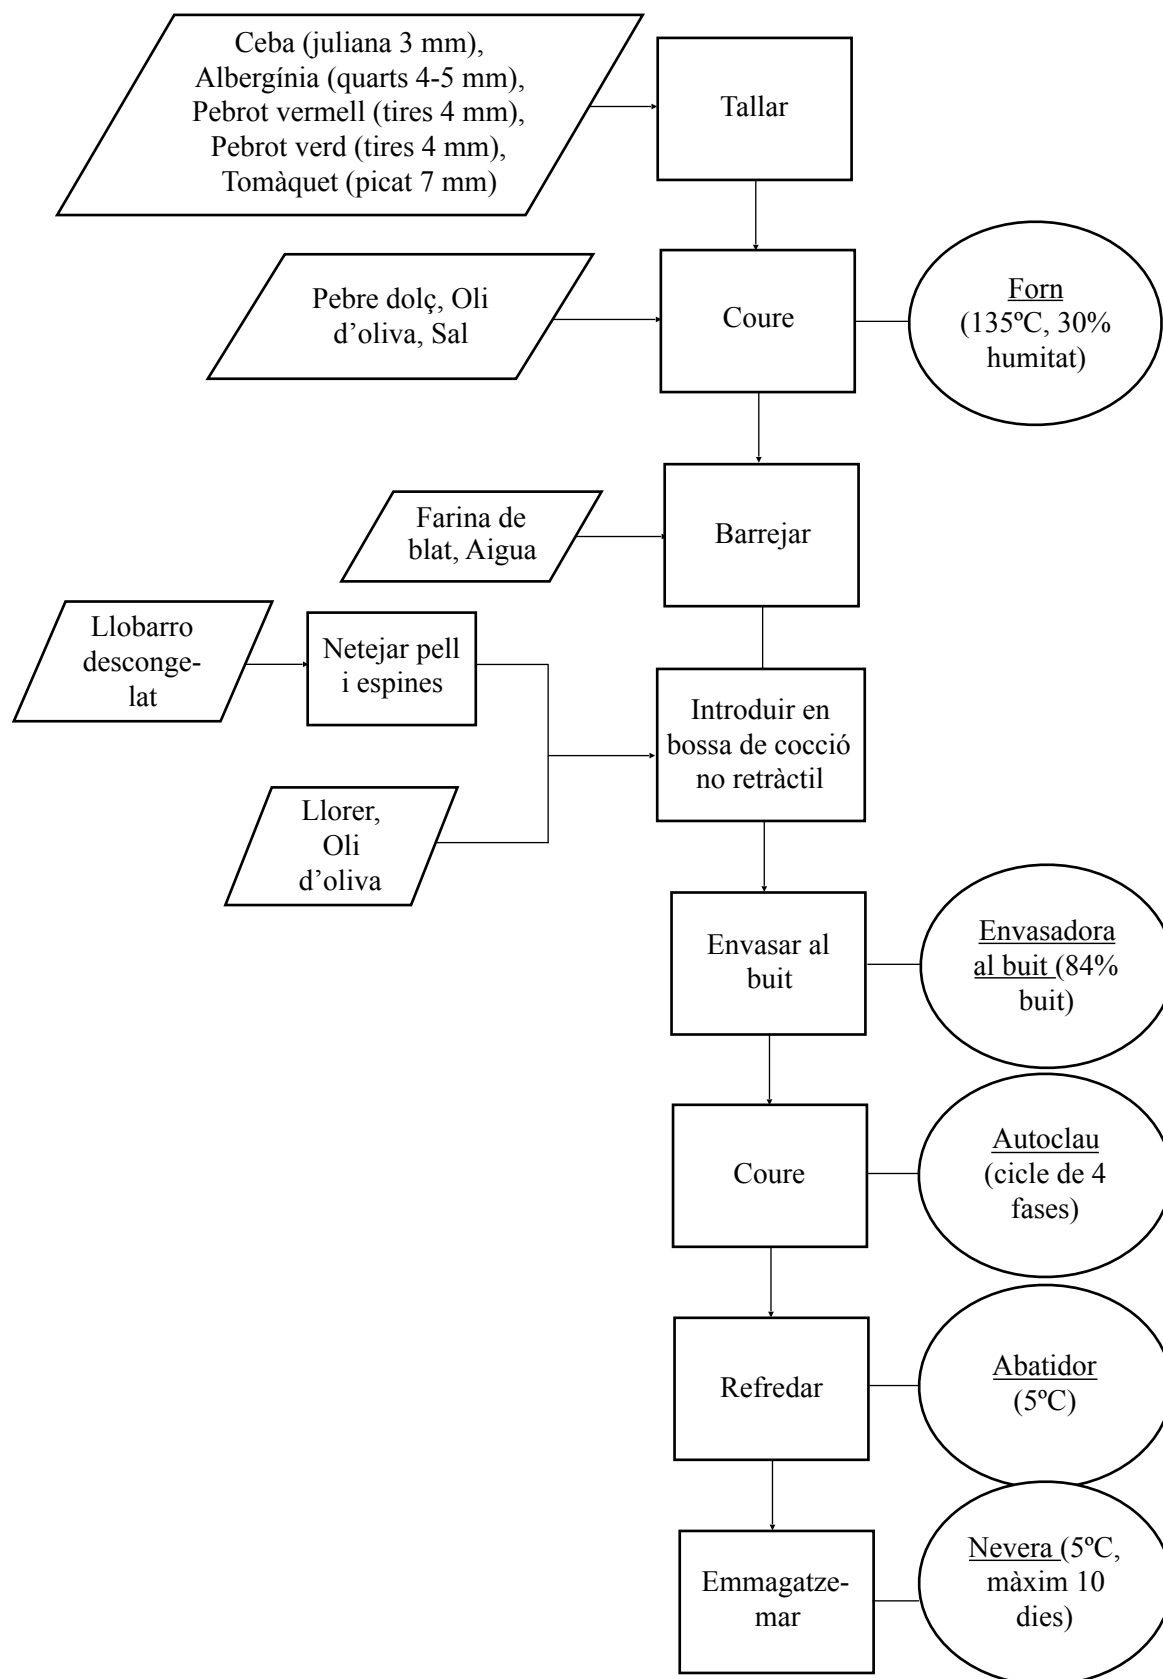 Ceba (juliana 3 mm),
Albergínia (quarts 4-5 mm),
Pebrot vermell (tires 4 mm),
Pebrot verd (tires 4 mm),
Tomàquet (picat 7 mm)
Tallar
Pebre dolç, Oli
d’oliva, Sal
Coure
Forn
(135ºC, 30%
humitat)
Farina de
blat, Aigua
Barrejar
Llobarro
desconge-
lat
Netejar pell
i espines
Introduir en
bossa de cocció
no retràctil
Llorer,
Oli
d’oliva
Envasar al
buit
Envasadora
al buit (84%
buit)
Coure
Autoclau
(cicle de 4
fases)
Refredar
Abatidor
(5ºC)
Emmagatze-
mar
Nevera (5ºC,
màxim 10
dies)